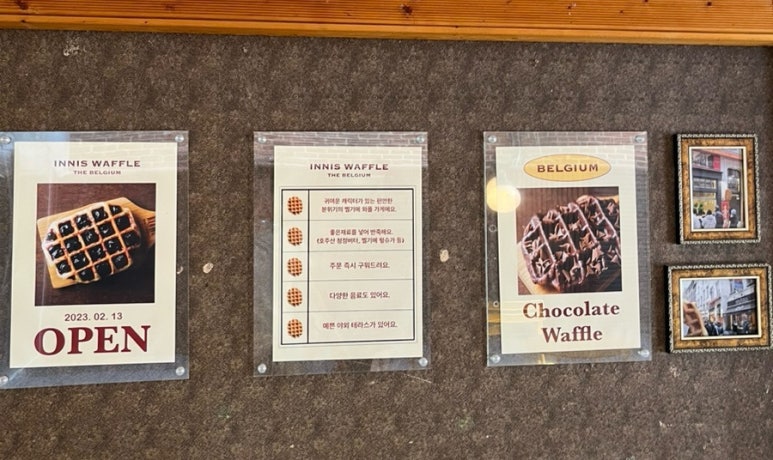 INNIS WAFFLE
THE BELGIUM
2023. 02. 13
OPEN
INNIS WAFFLE
THE BELGIUM
귀여운 캐릭터가 있는 편안한
분위기의 벨기에 와플 가게에요.
좋은재료를 넣어 반죽해요.
(호주산 청정버터, 벨기에 펄슈가 등)
주문 즉시 구워드려요.
다양한 음료도 있어요.
예쁜 야외 테라스가 있어요.
BELGIUM
Chocolate
Waffle